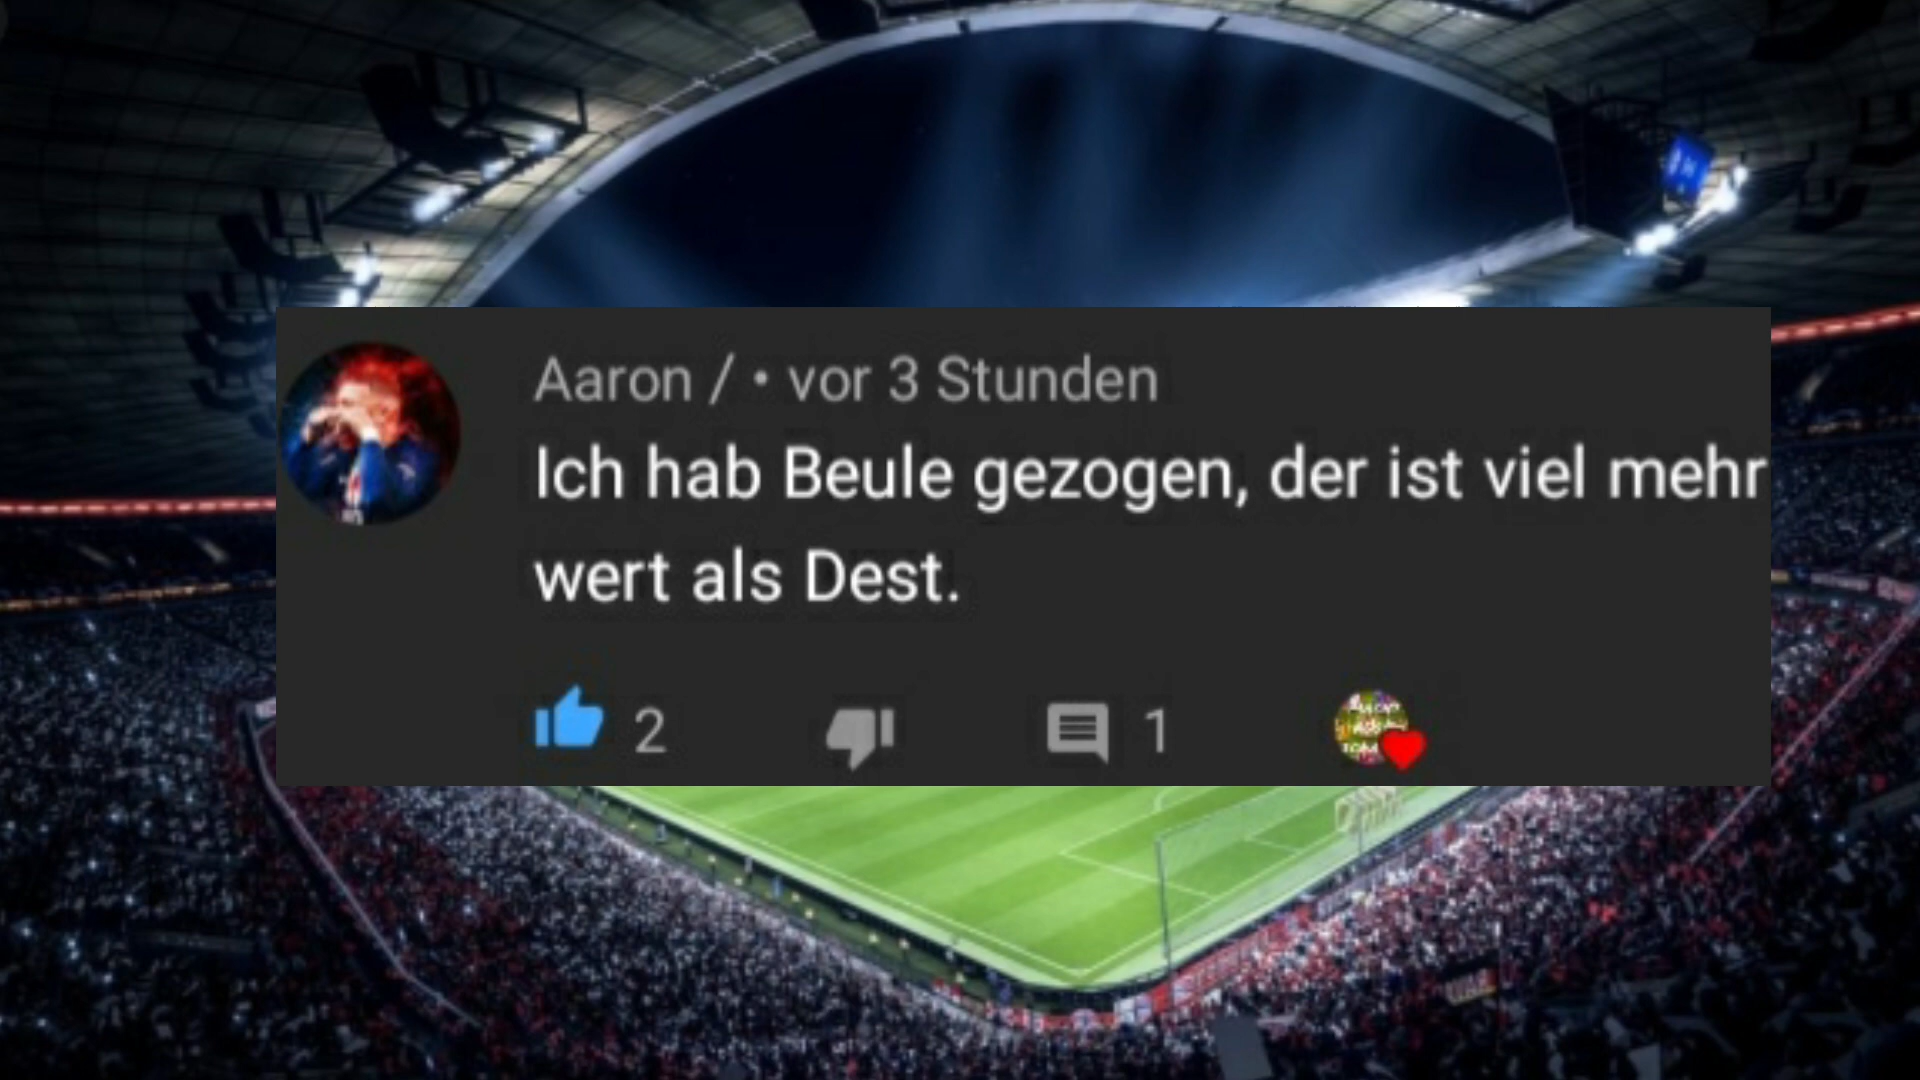 Aaron / • vor 3 Stunden
Ich hab Beule gezogen, der ist viel mehr
wert als Dest.
2 1